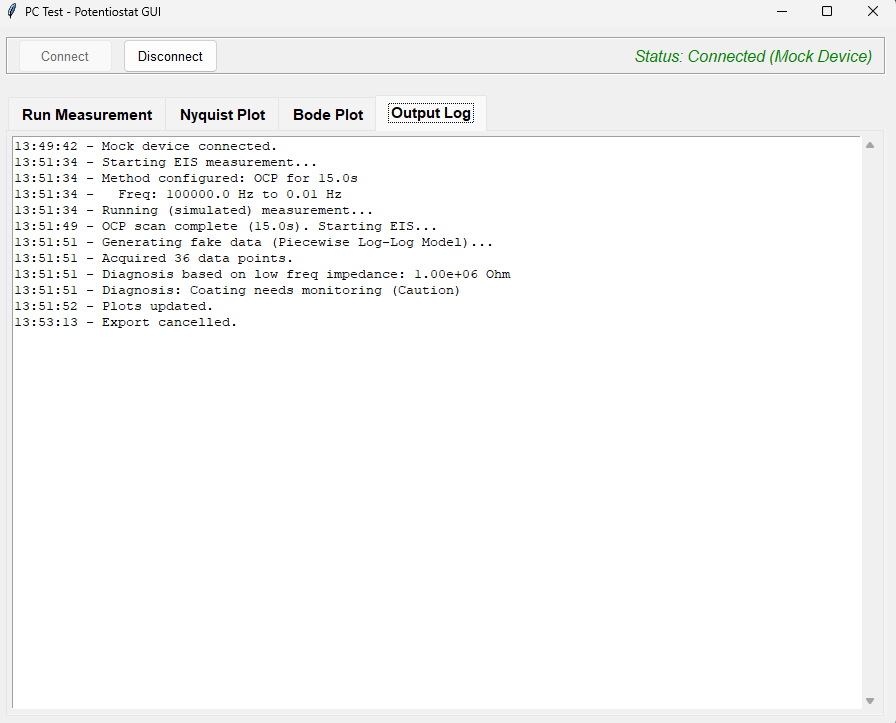 PC Test - Potentiostat GUI
Connect
Disconnect
Status: Connected (Mock Device)
Run Measurement
Nyquist Plot
Bode Plot
Output Log
13:49:42 - Mock device connected.
13:51:34 - Starting EIS measurement...
13:51:34 - Method configured: OCP for 15.0s
13:51:34 -   Freq: 100000.0 Hz to 0.01 Hz
13:51:34 - Running (simulated) measurement...
13:51:49 - OCP scan complete (15.0s). Starting EIS...
13:51:51 - Generating fake data (Piecewise Log-Log Model)...
13:51:51 - Acquired 36 data points.
13:51:51 - Diagnosis based on low freq impedance: 1.00e+06 Ohm
13:51:51 - Diagnosis: Coating needs monitoring (Caution)
13:51:52 - Plots updated.
13:53:13 - Export cancelled.